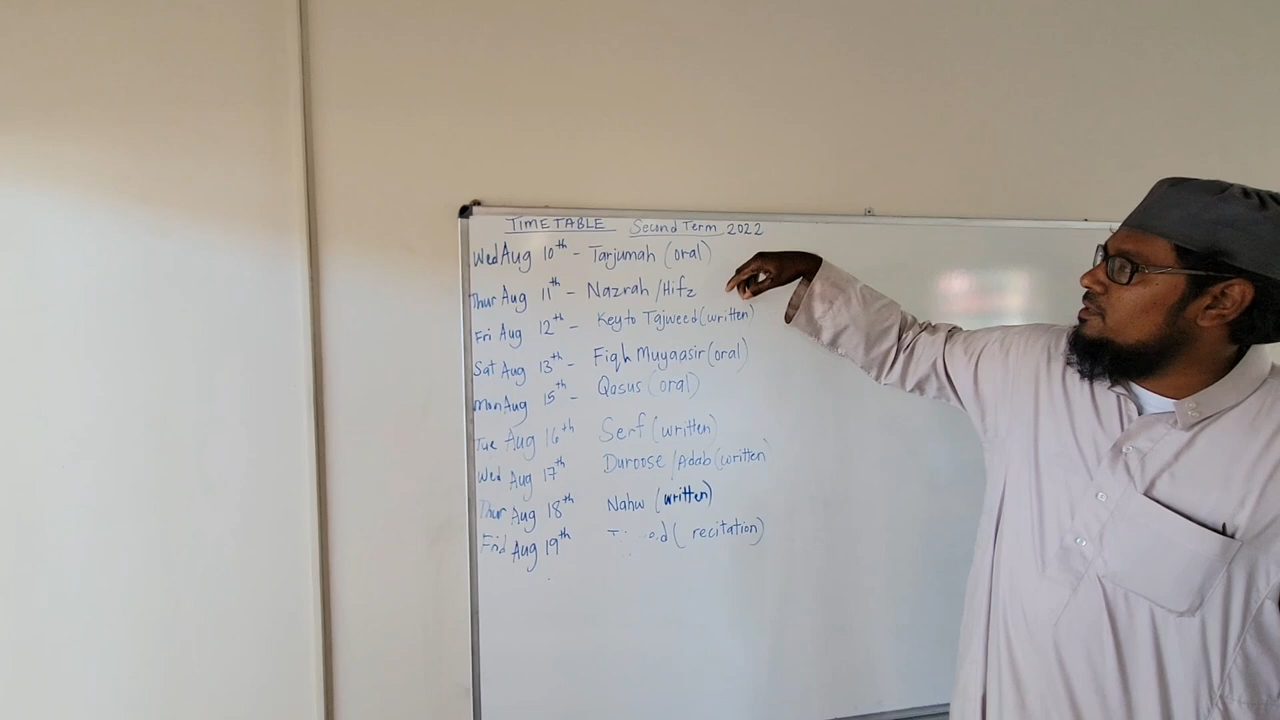 TIMETABLE Second Term 2022
Wed Aug 10th - Tarjumah (oral)
Thur Aug 11th - Nazrah/Hifz
Fri Aug 12th - Key to Tajweed (written)
Sat Aug 13th - Fiqh Muyaasir (oral)
Mon Aug 15th - Qasus (oral)
Tue Aug 16th Serf (written)
Wed Aug 17th Duroose/Adab (written)
Thur Aug 18th Nahw (written)
Frid Aug 19th (recitation)